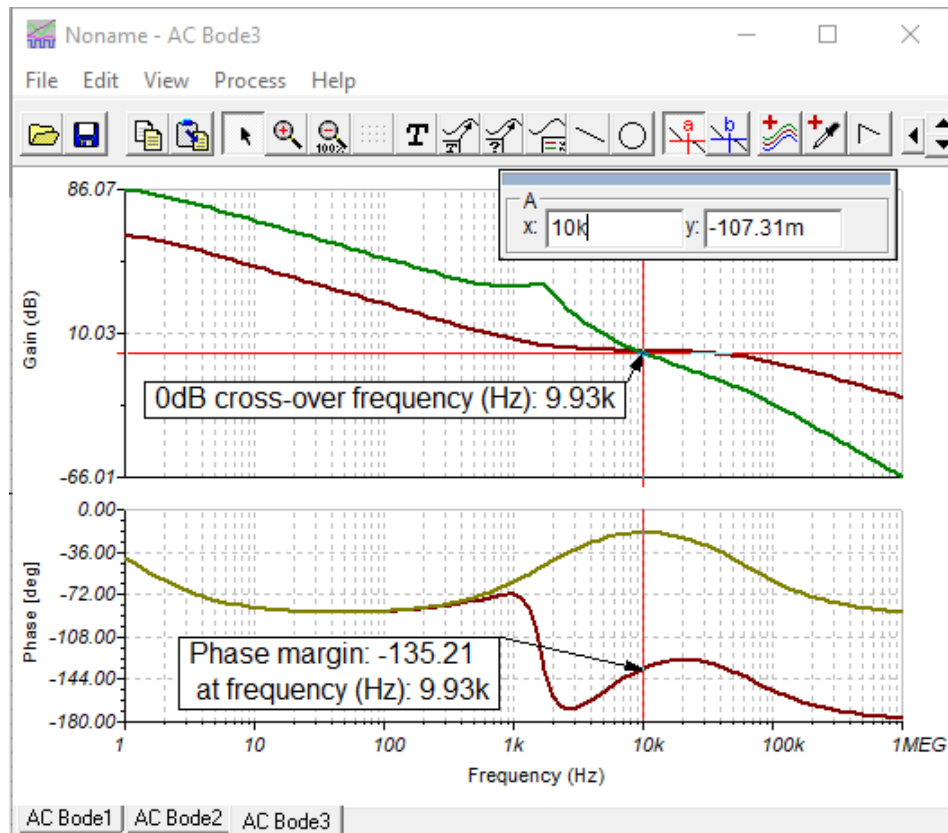 Noname - AC Bode3
File Edit View Process Help
100%
T
T
?
a
b
A
x: 10k y: -107.31m
86.07
Gain (dB)
10.03
0dB cross-over frequency (Hz): 9.93k
-66.01
0.00
-36.00
-72.00
Phase [deg]
-108.00
Phase margin: -135.21
at frequency (Hz): 9.93k
-144.00
-180.00
1 10 100 1k 10k 100k 1MEG
Frequency (Hz)
AC Bode1 AC Bode2 AC Bode3